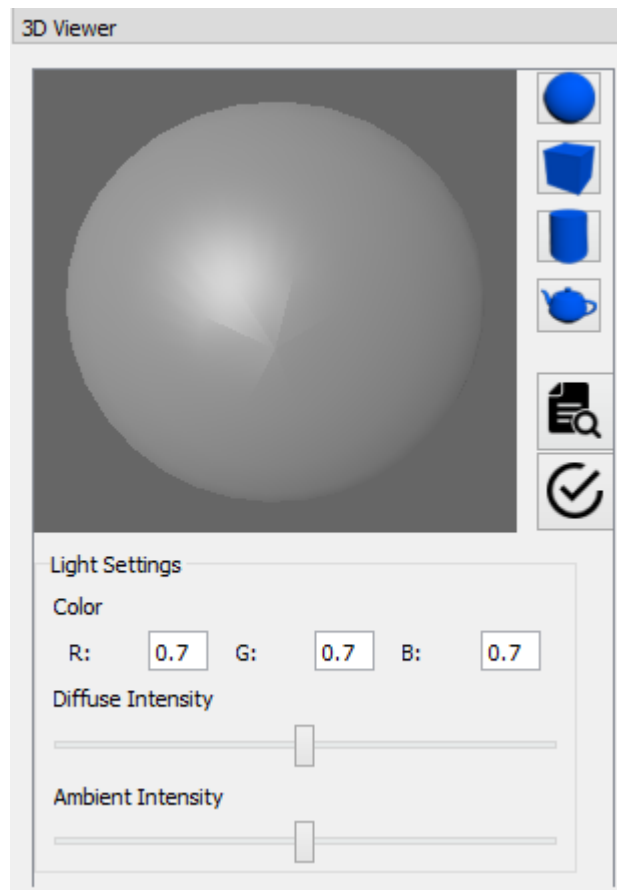 3D Viewer
Light Settings
Color
R: 0.7 G: 0.7 B: 0.7
Diffuse Intensity
Ambient Intensity